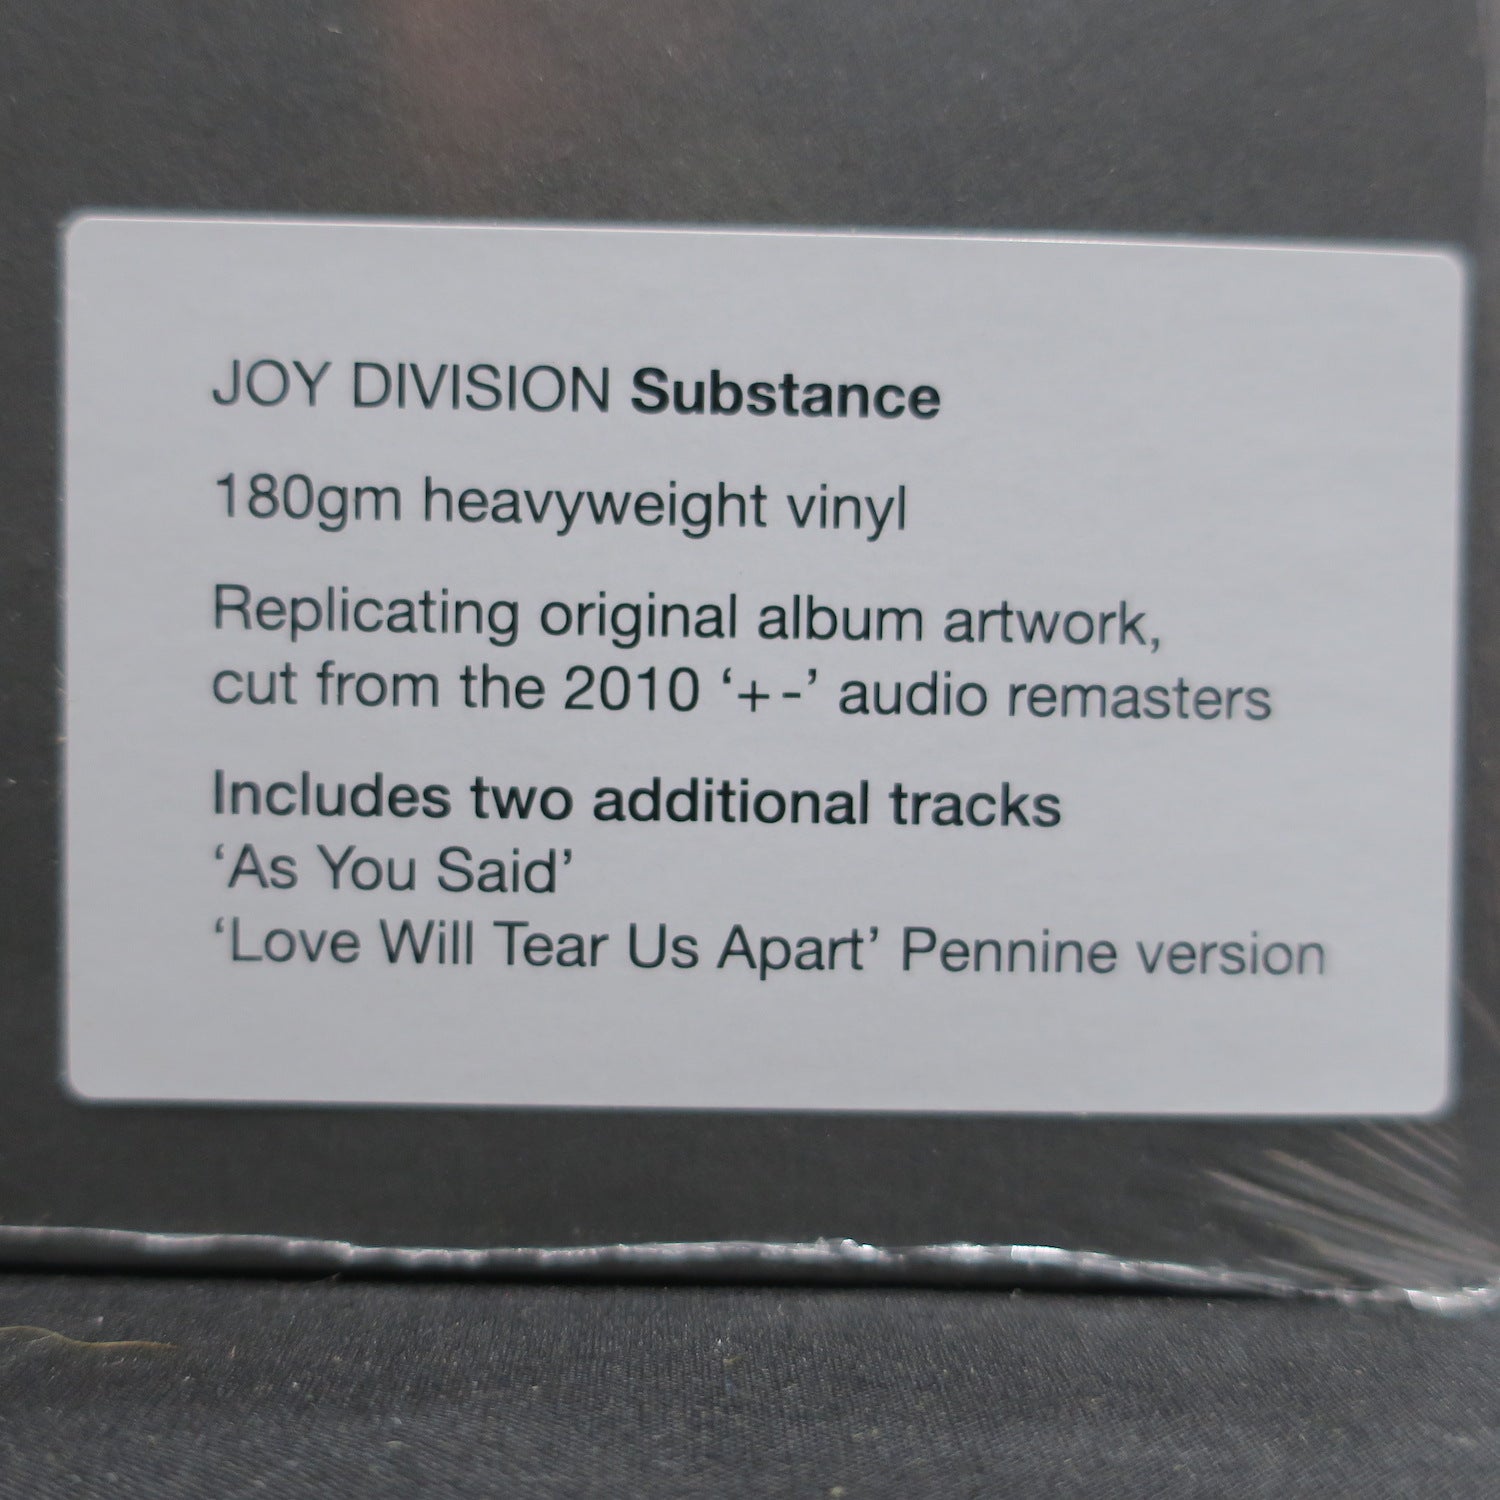 JOY DIVISION Substance
180gm heavyweight vinyl
Replicating original album artwork,
cut from the 2010 ‘+-’ audio remasters
Includes two additional tracks
‘As You Said’
‘Love Will Tear Us Apart’ Pennine version